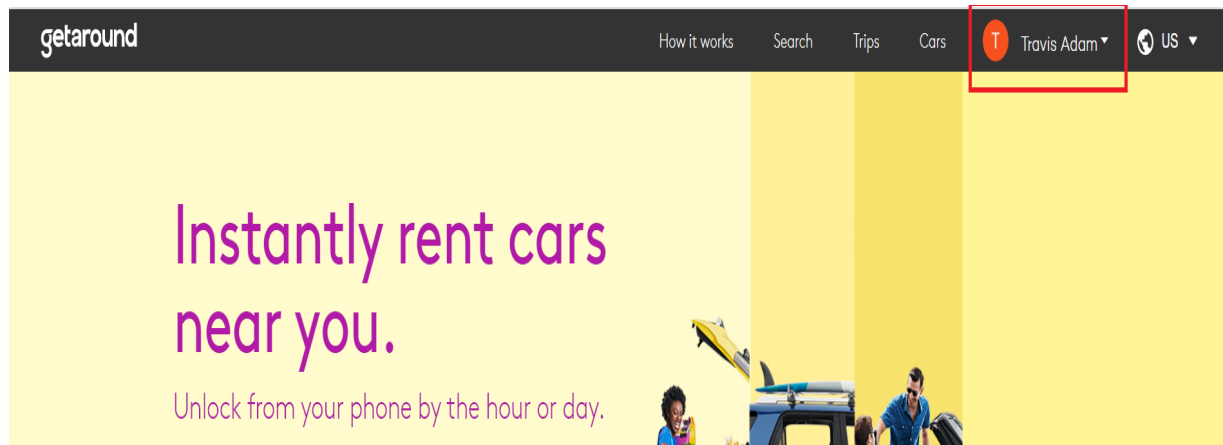 getaround
How it works Search Trips Cars T Travis Adam US
Instantly rent cars
near you.
Unlock from your phone by the hour or day.